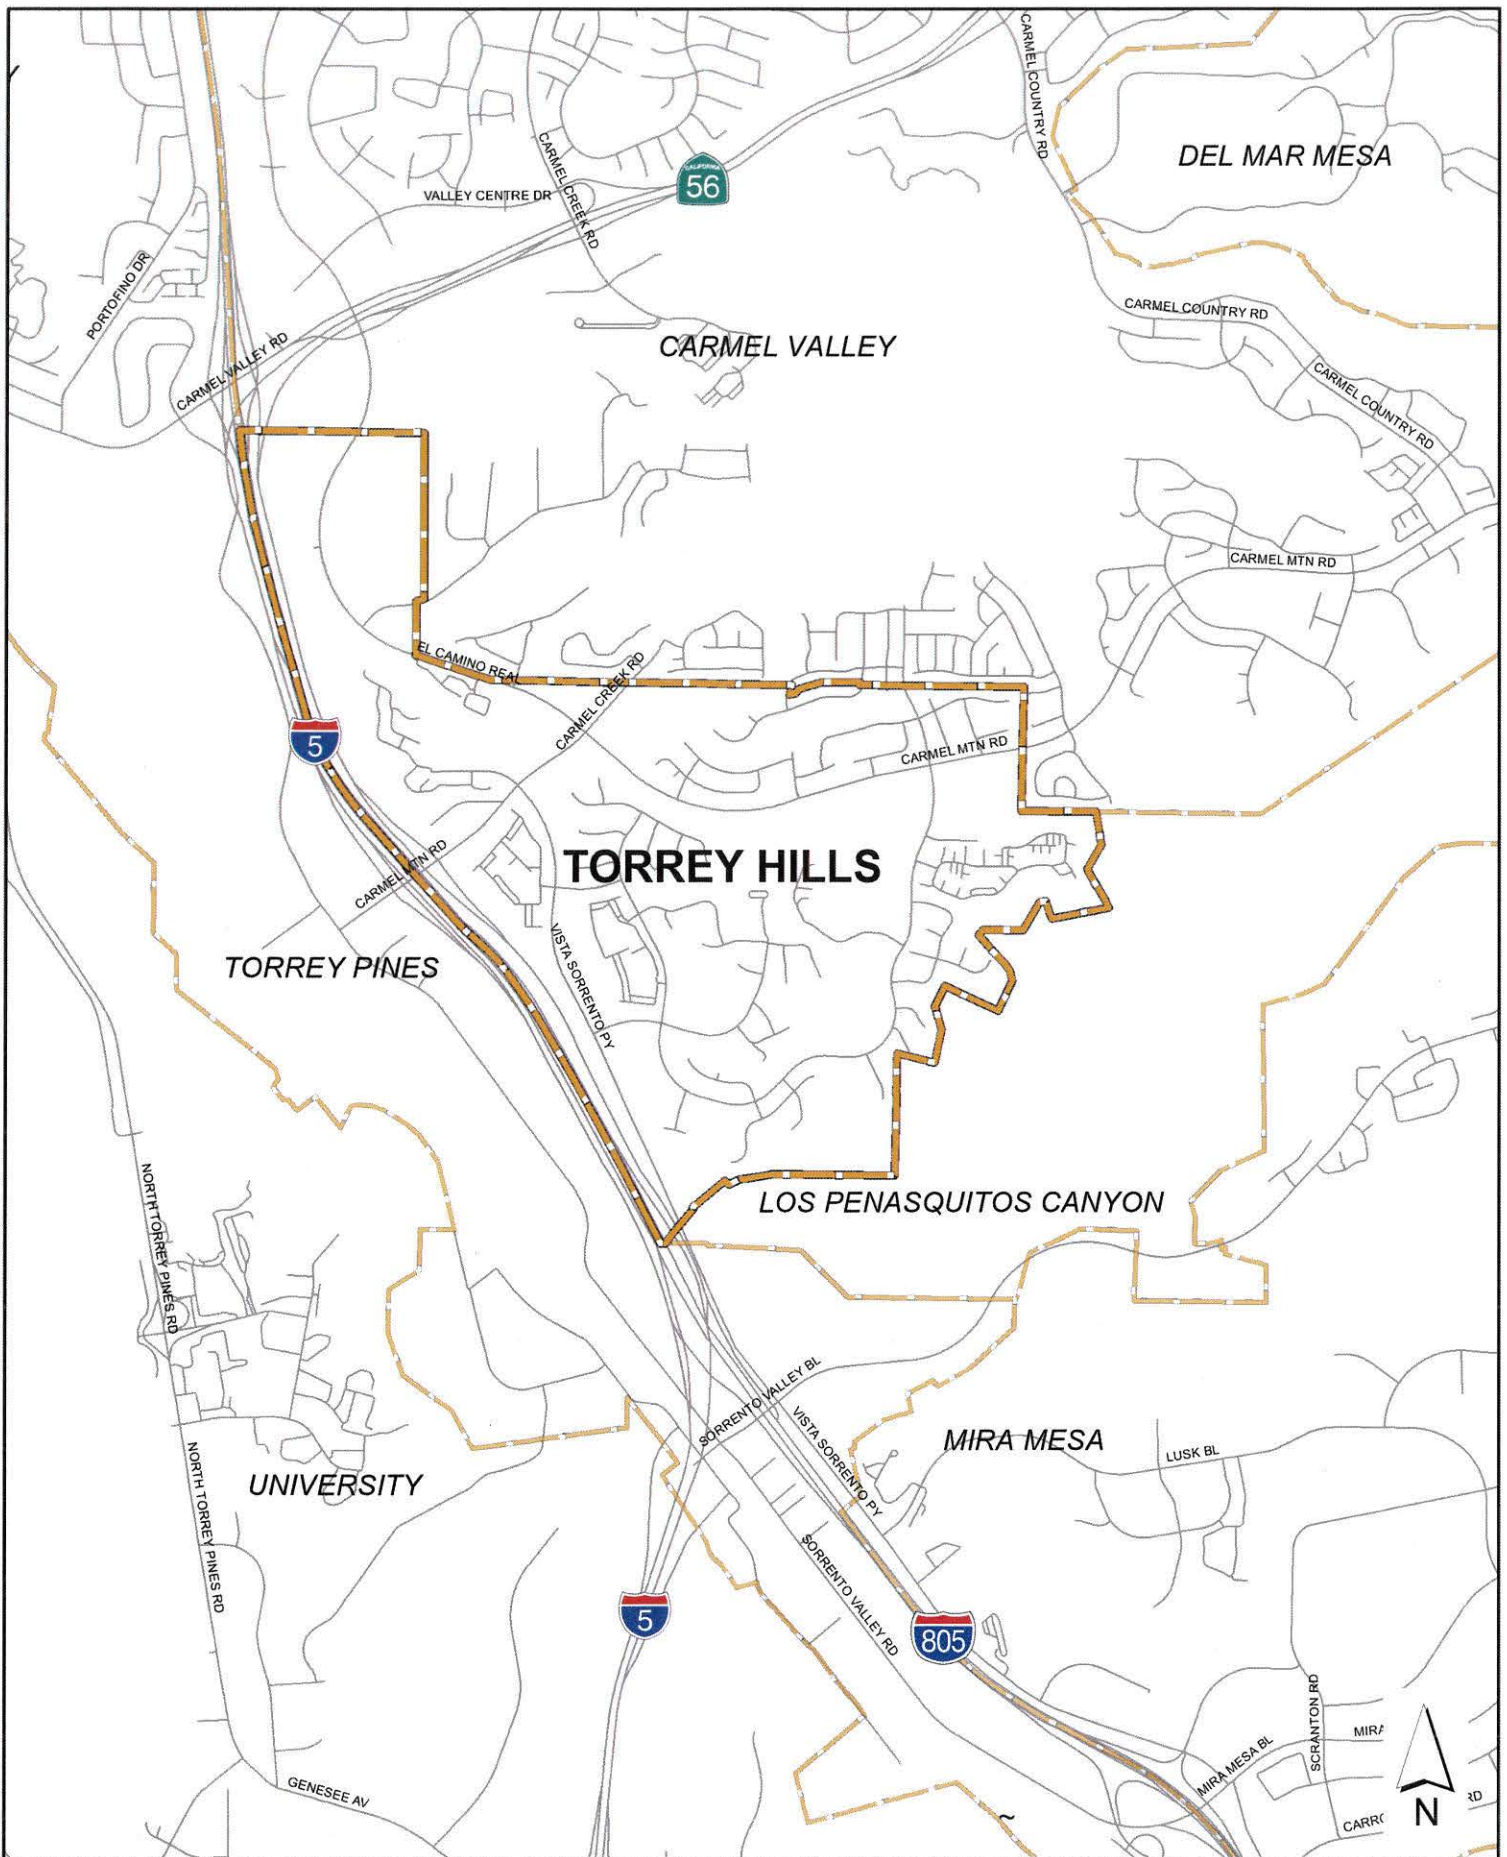 CARMEL COUNTRY RD
DEL MAR MESA
CARMEL CREEK RD
CALIFORNIA
56
VALLEY CENTRE DR
PORTOFINO DR
CARMEL COUNTRY RD
CARMEL VALLEY RD
CARMEL VALLEY
CARMEL COUNTRY RD
CARMEL MTN RD
EL CAMINO REAL
CARMEL CREEK RD
5
CARMEL MTN RD
TORREY HILLS
CARMEL MTN RD
TORREY PINES
VISTA SORRENTO PY
LOS PENASQUITOS CANYON
NORTH TORREY PINES RD
SORRENTO VALLEY BL
VISTA SORRENTO PY
MIRA MESA
LUSK BL
UNIVERSITY
NORTH TORREY PINES RD
SORRENTO VALLEY RD
5
805
SCRANTON RD
MIRA MESA BL
MIRA
GENESEE AV
CARRO
RD
N